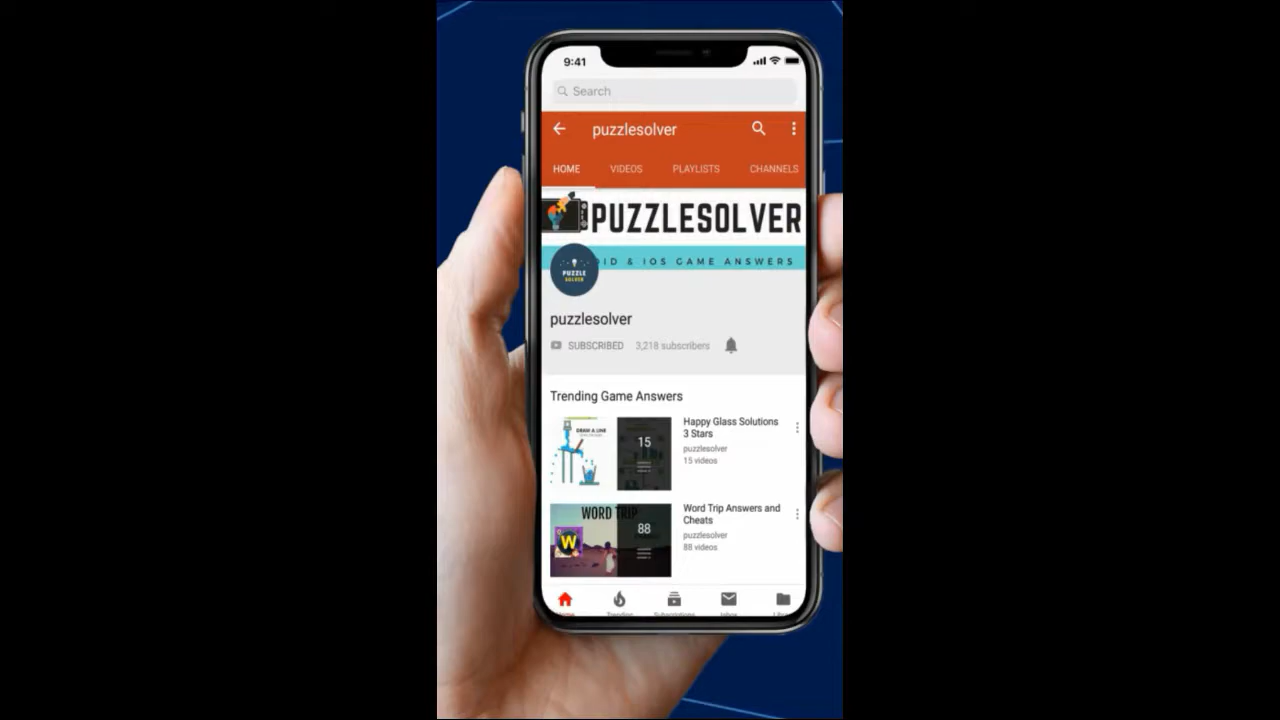 9:41
Search
puzzlesolver
HOME VIDEOS PLAYLISTS CHANNELS
PUZZLESOLVER
ID & IOS GAME ANSWERS
PUZZLE
SOLVER
puzzlesolver
SUBSCRIBED 3,218 subscribers
Trending Game Answers
DRAW A LINE
15
Happy Glass Solutions
3 Stars
puzzlesolver
15 videos
WORD TRIP
W
88
Word Trip Answers and
Cheats
puzzlesolver
88 videos